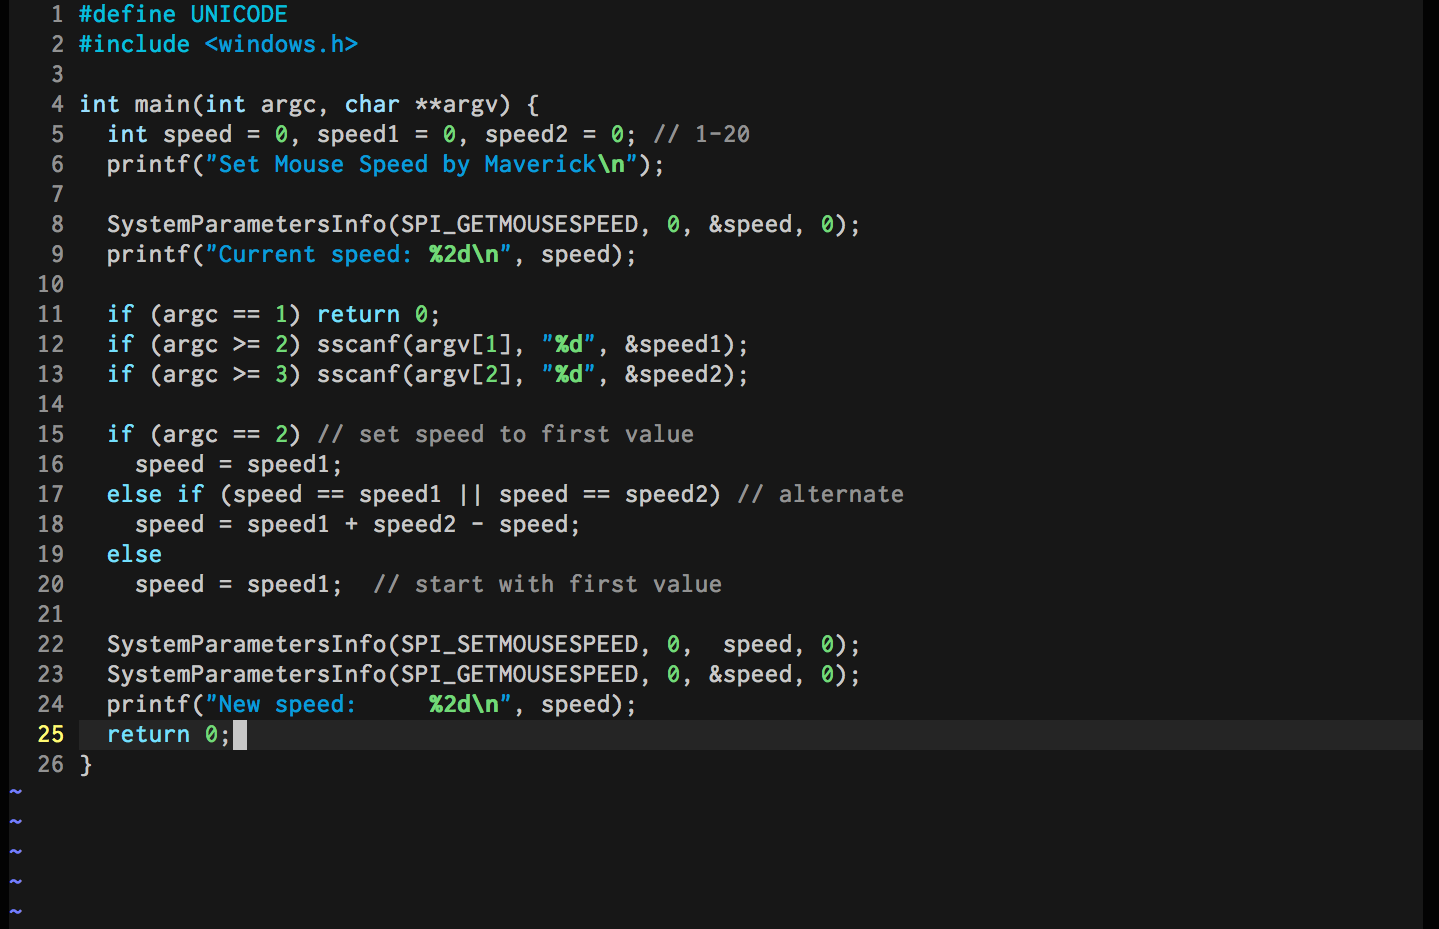 1 #define UNICODE
2 #include <windows.h>
3
4 int main(int argc, char **argv) {
5   int speed = 0, speed1 = 0, speed2 = 0; // 1-20
6   printf("Set Mouse Speed by Maverick\n");
7
8   SystemParametersInfo(SPI_GETMOUSESPEED, 0, &speed, 0);
9   printf("Current speed: %2d\n", speed);
10
11   if (argc == 1) return 0;
12   if (argc >= 2) sscanf(argv[1], "%d", &speed1);
13   if (argc >= 3) sscanf(argv[2], "%d", &speed2);
14
15   if (argc == 2) // set speed to first value
16     speed = speed1;
17   else if (speed == speed1 || speed == speed2) // alternate
18     speed = speed1 + speed2 - speed;
19   else
20     speed = speed1;  // start with first value
21
22   SystemParametersInfo(SPI_SETMOUSESPEED, 0,  speed, 0);
23   SystemParametersInfo(SPI_GETMOUSESPEED, 0, &speed, 0);
24   printf("New speed:     %2d\n", speed);
25   return 0;
26 }
~
~
~
~
~